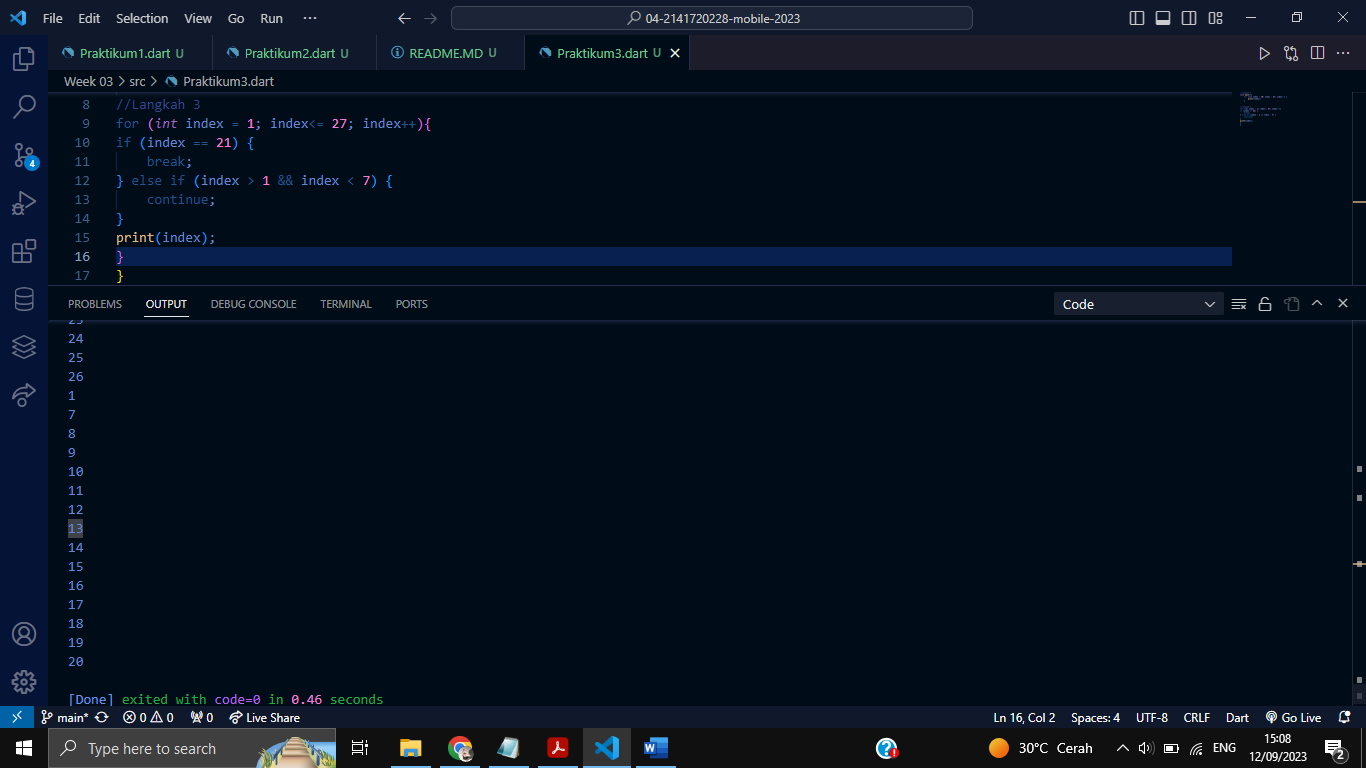 File Edit Selection View Go Run ··· 04-2141720228-mobile-2023
Praktikum1.dart U Praktikum2.dart U README.MD U Praktikum3.dart U
Week 03 > src > Praktikum3.dart
8 //Langkah 3
9 for (int index = 1; index<= 27; index++){
10 if (index == 21) {
11 break;
12 } else if (index > 1 && index < 7) {
13 continue;
14 }
15 print(index);
16 }
17 }
PROBLEMS OUTPUT DEBUG CONSOLE TERMINAL PORTS Code
24
25
26
1
7
8
9
10
11
12
13
14
15
16
17
18
19
20
[Done] exited with code=0 in 0.46 seconds
4
main* 0 0 0 Live Share Ln 16, Col 2 Spaces: 4 UTF-8 CRLF Dart Go Live
Type here to search 30°C Cerah ENG 15:08
12/09/2023 2